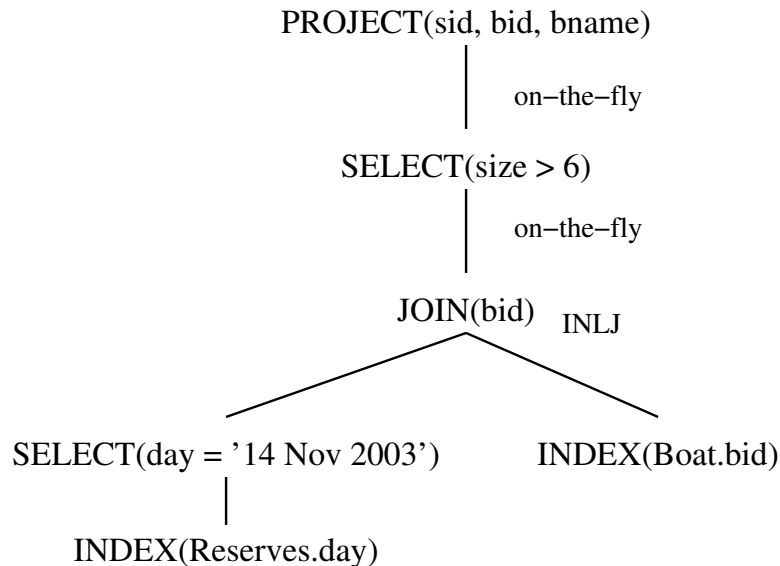 PROJECT(sid, bid, bname)
on−the−fly
SELECT(size > 6)
on−the−fly
JOIN(bid) INLJ
SELECT(day = ’14 Nov 2003’) INDEX(Boat.bid)
INDEX(Reserves.day)